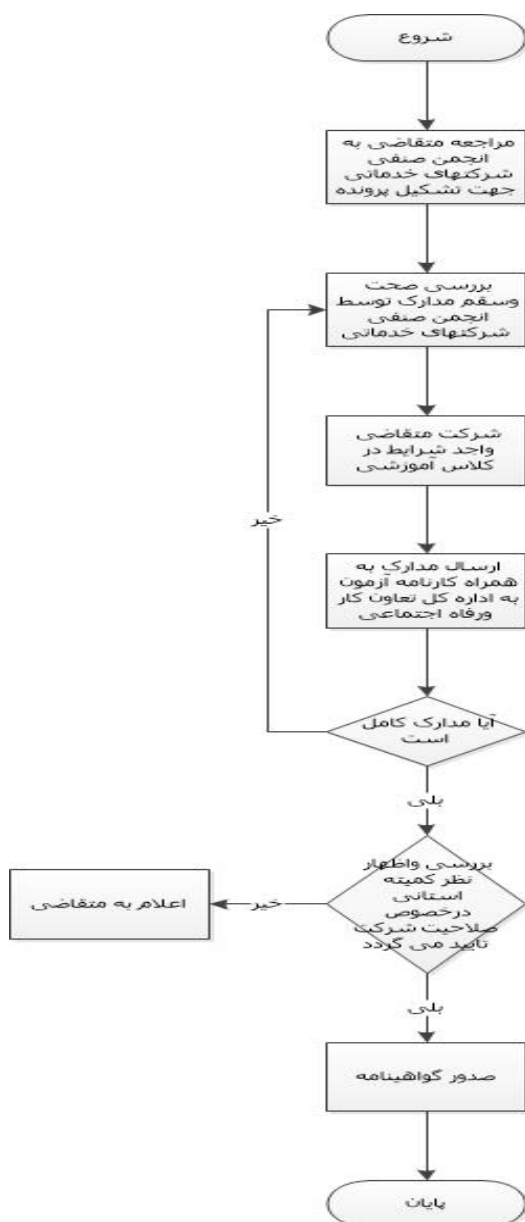 شروع
مراجعه متقاضی به
انجمن صنفی
شرکتهای خدماتی
جهت تشکیل پرونده
بررسی صحت
وسقم مدارک توسط
انجمن صنفی
شرکتهای خدماتی
شرکت متقاضی
واجد شرایط در
کلاس آموزشی
خیر
ارسال مدارک به
همراه کارنامه آزمون
به اداره کل تعاون کار
ورفاه اجتماعی
آیا مدارک کامل
است
بلی
بررسی واظهار
نظر کمیته
استانی
درخصوص
صلاحیت شرکت
تایید می گردد
خیر
اعلام به متقاضی
بلی
صدور گواهینامه
پایان